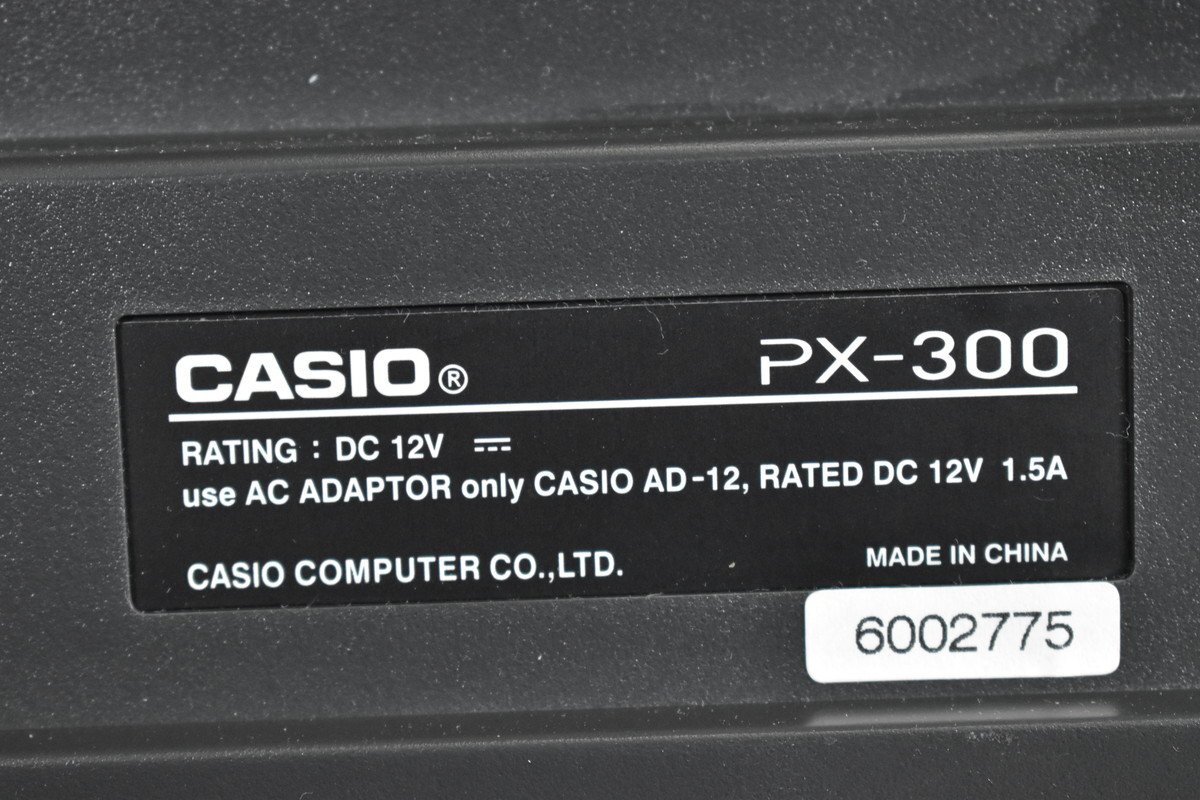 CASIO® PX-300
RATING : DC 12V ⎓
use AC ADAPTOR only CASIO AD-12, RATED DC 12V 1.5A
CASIO COMPUTER CO.,LTD. MADE IN CHINA
6002775